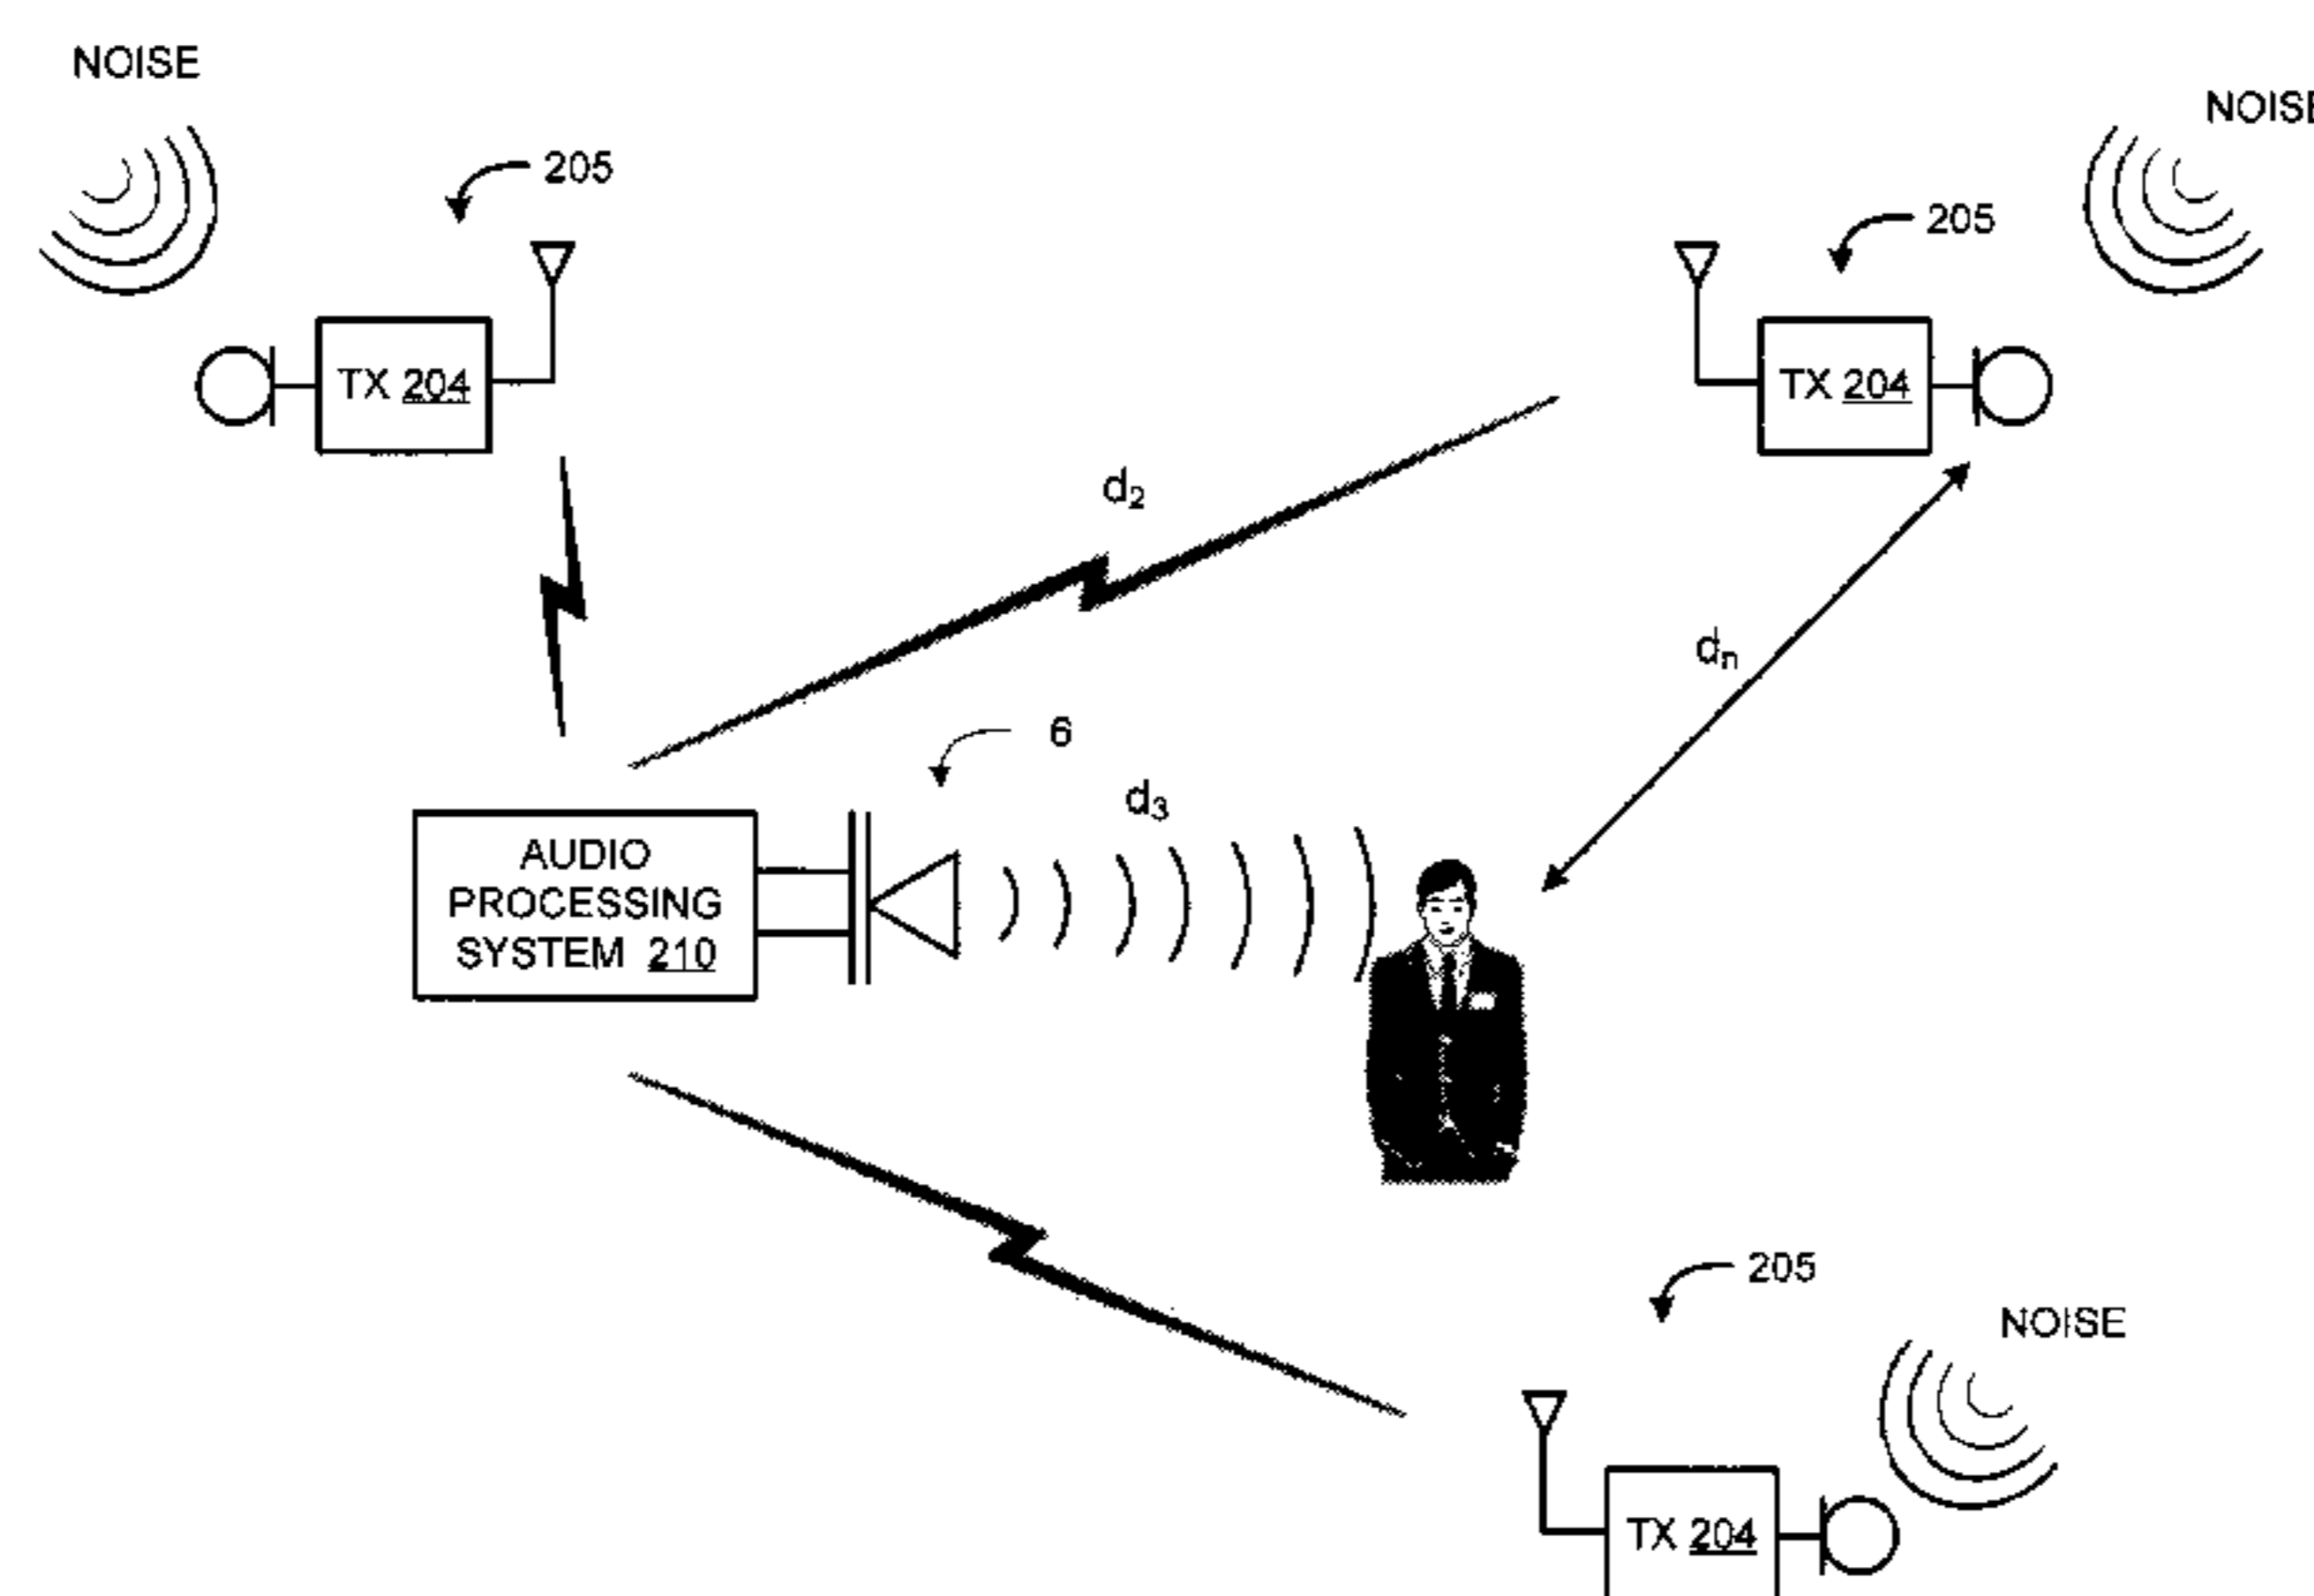 NOISE
NOISE
205
205
TX 204
TX 204
d2
dn
6
d3
AUDIO
PROCESSING
SYSTEM 210
205
NOISE
TX 204